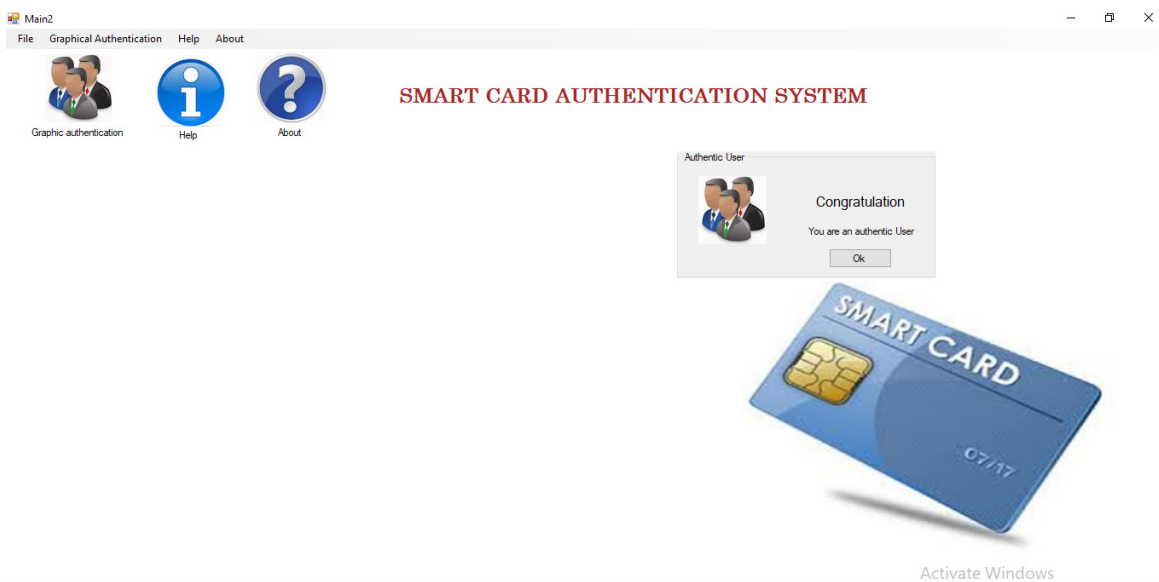 Main2
File Graphical Authentication Help About
Graphic authentication Help About
SMART CARD AUTHENTICATION SYSTEM
Authentic User
Congratulation
You are an authentic User
Ok
SMART CARD
07/17
Activate Windows